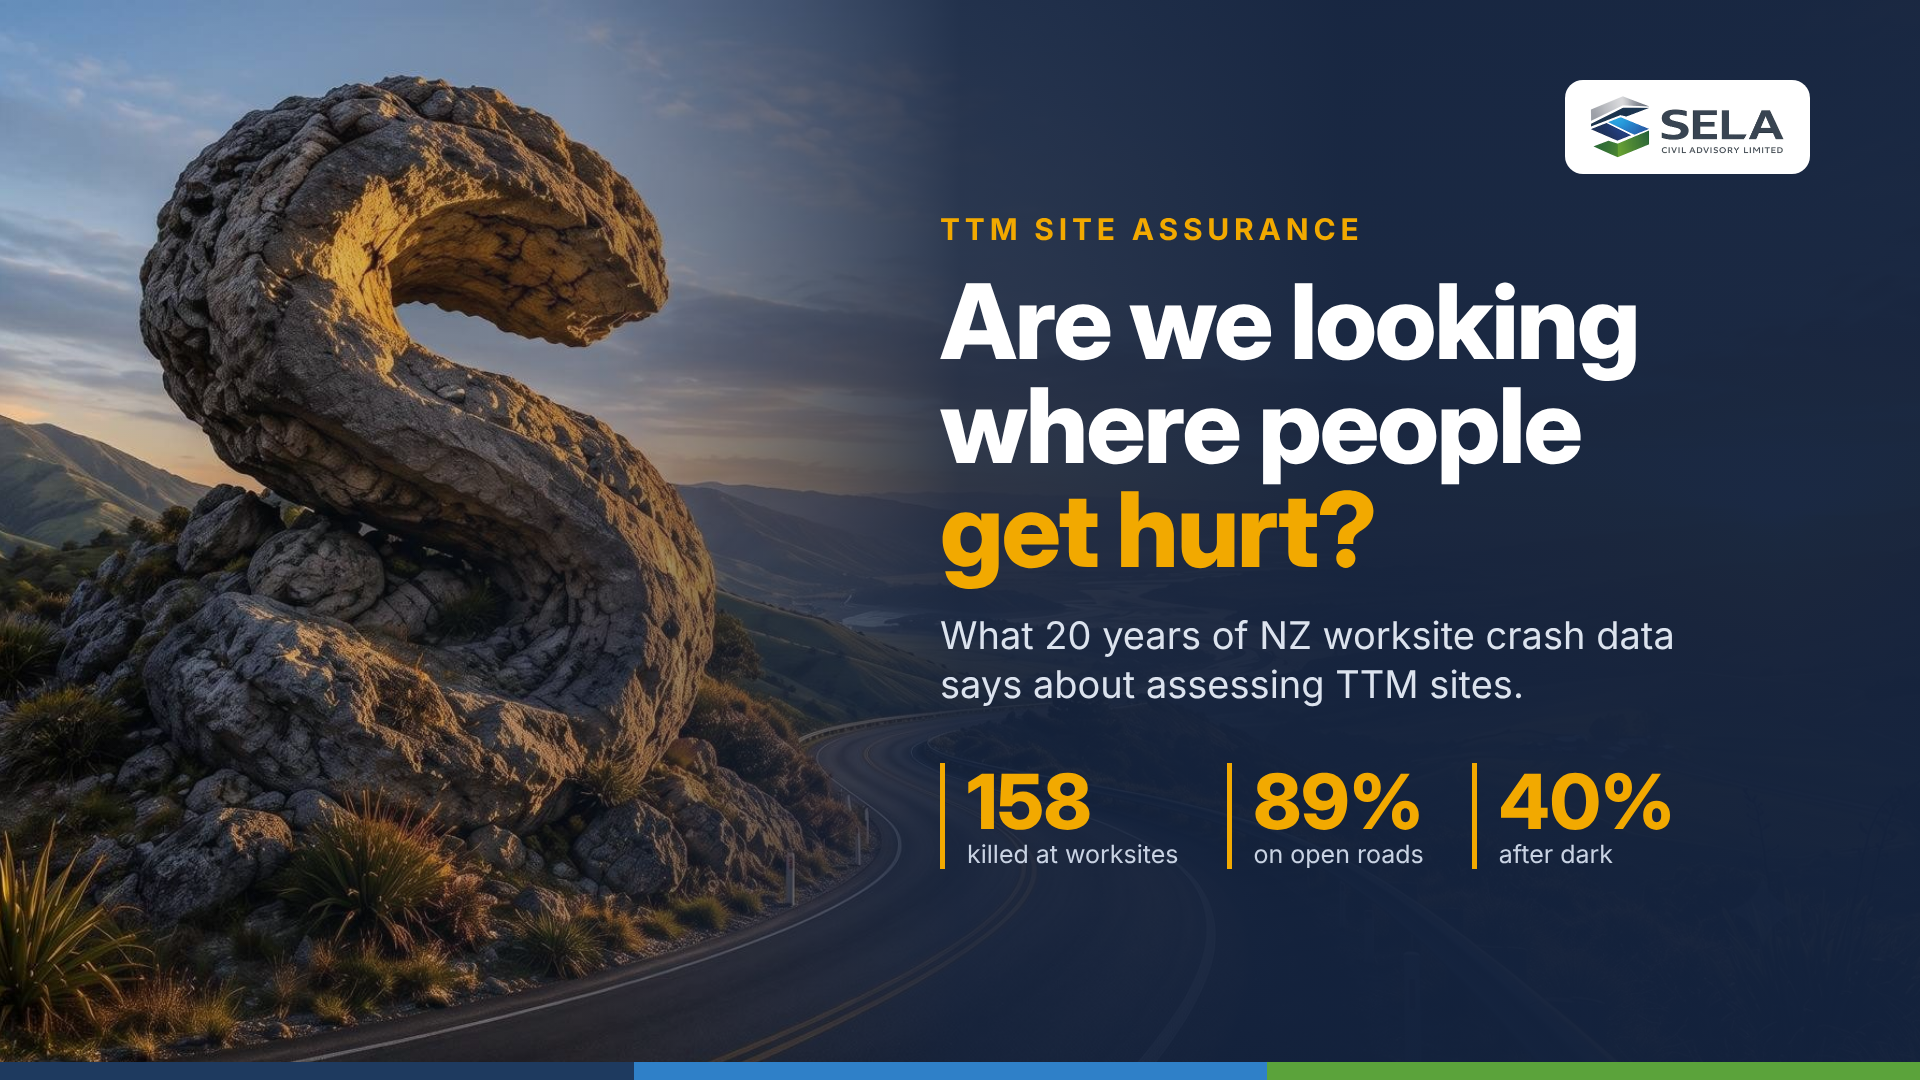 SELA
CIVIL ADVISORY LIMITED
TTM SITE ASSURANCE
Are we looking
where people
get hurt?
What 20 years of NZ worksite crash data
says about assessing TTM sites.
158
killed at worksites
89%
on open roads
40%
after dark